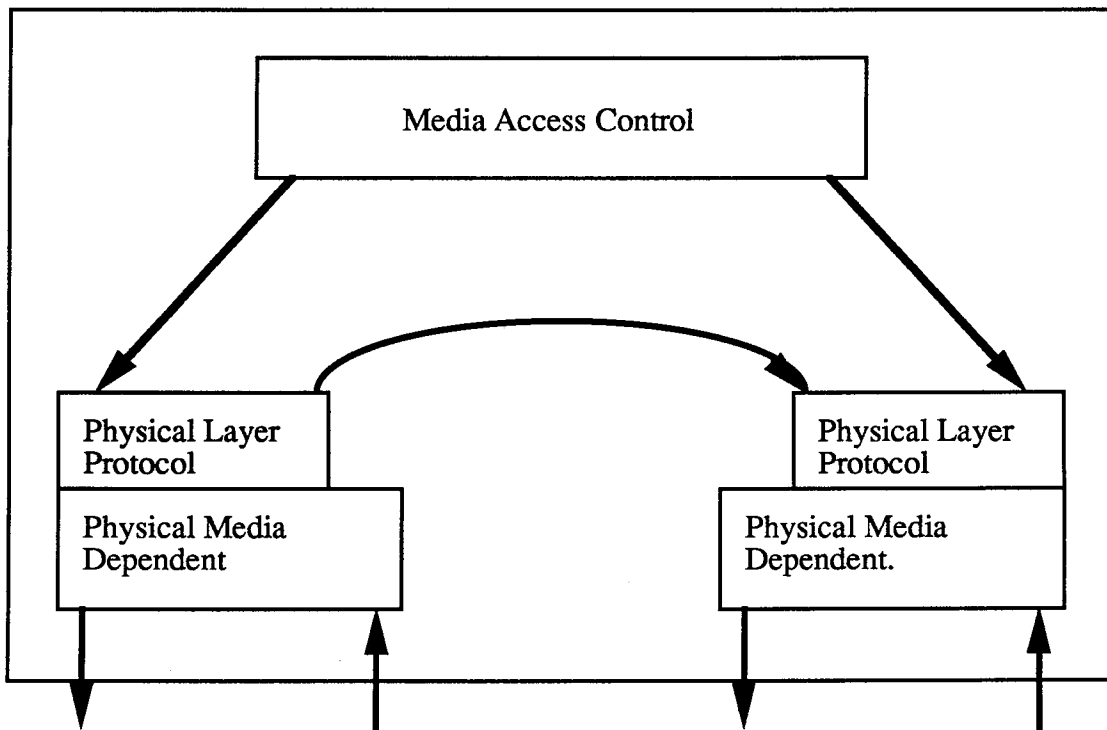 Media Access Control
Physical Layer
Protocol
Physical Media
Dependent
Physical Layer
Protocol
Physical Media
Dependent.